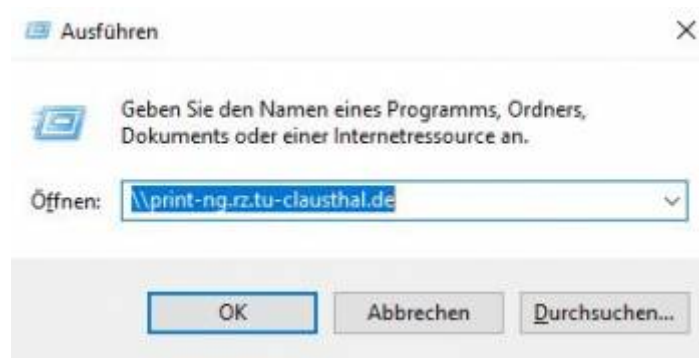 Ausführen
Geben Sie den Namen eines Programms, Ordners,
Dokuments oder einer Internetressource an.
Öffnen: \\print-ng.rz.tu-clausthal.de
OK Abbrechen Durchsuchen...